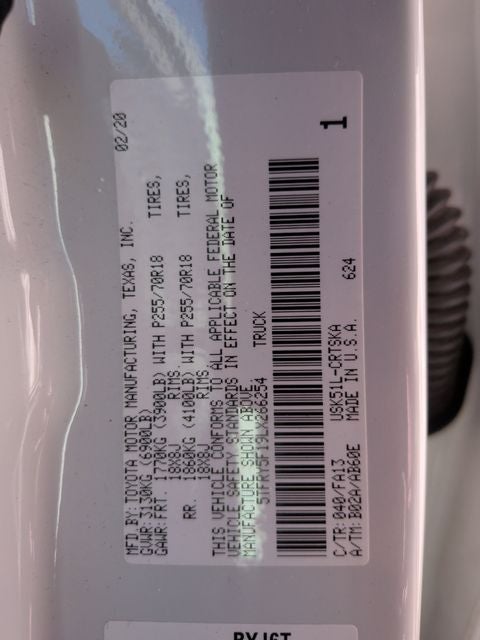 MFD.BY:TOYOTA MOTOR MANUFACTURING, TEXAS, INC. 02/20
GVWR:3130KG (6900LB)
GAWR:FRT. 1770KG (3900LB) WITH P255/70R18 TIRES,
18X8J RIMS.
RR. 1860KG (4100LB) WITH P255/70R18 TIRES,
18X8J RIMS.
THIS VEHICLE CONFORMS TO ALL APPLICABLE FEDERAL MOTOR
VEHICLE SAFETY STANDARDS IN EFFECT ON THE DATE OF
MANUFACTURE SHOWN ABOVE.
5TFRY5F19LX266254 TRUCK
1
C/TR:040/FA13 USK51L-CRTSKA
A/TM:B02A/AB60E MADE IN U.S.A. 624